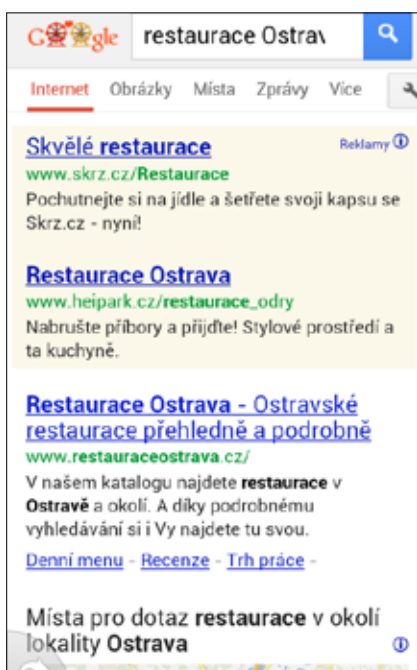 Google
restaurace Ostrav
Internet Obrázky Místa Zprávy Více
Skvělé restaurace Reklamy
www.skrz.cz/Restaurace
Pochutnejte si na jídle a šetřete svoji kapsu se
Skrz.cz - nyní!
Restaurace Ostrava
www.heipark.cz/restaurace_odry
Nabrušte příbory a přijďte! Stylové prostředí a
ta kuchyně.
Restaurace Ostrava - Ostravské
restaurace přehledně a podrobně
www.restauraceostrava.cz/
V našem katalogu najdete restaurace v
Ostravě a okolí. A díky podrobnému
vyhledávání si i Vy najdete tu svou.
Denní menu - Recenze - Trh práce -
Místa pro dotaz restaurace v okolí
lokality Ostrava